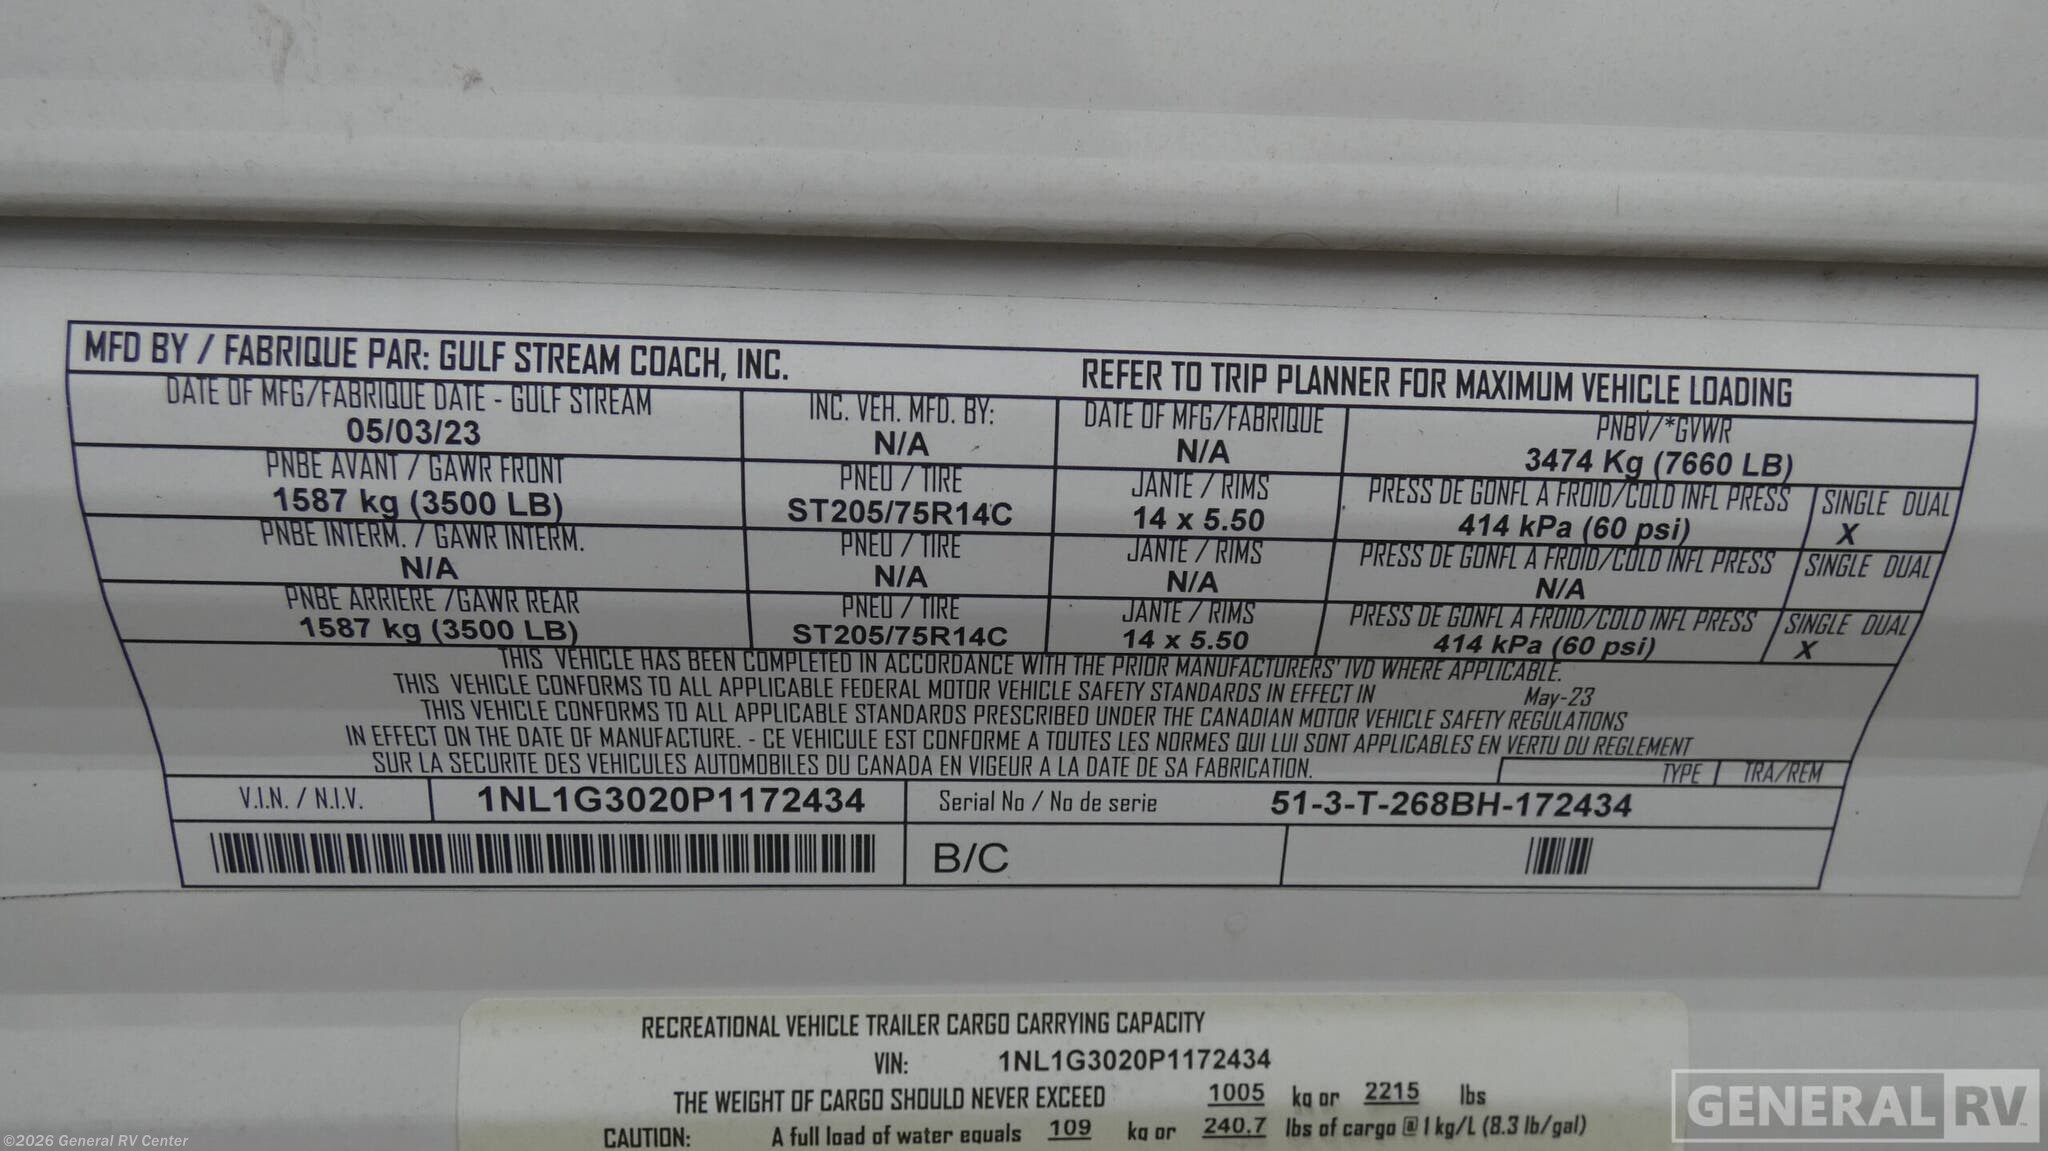 MFD BY / FABRIQUE PAR: GULF STREAM COACH, INC. REFER TO TRIP PLANNER FOR MAXIMUM VEHICLE LOADING
DATE OF MFG/FABRIQUE DATE - GULF STREAM INC. VEH. MFD. BY: DATE OF MFG/FABRIQUE PNBV/*GVWR
05/03/23 N/A N/A 3474 Kg (7660 LB)
PNBE AVANT / GAWR FRONT PNEU / TIRE JANTE / RIMS PRESS DE GONFL A FROID/COLD INFL PRESS SINGLE DUAL
1587 kg (3500 LB) ST205/75R14C 14 x 5.50 414 kPa (60 psi) X
PNBE INTERM. / GAWR INTERM. PNEU / TIRE JANTE / RIMS PRESS DE GONFL A FROID/COLD INFL PRESS SINGLE DUAL
N/A N/A N/A N/A
PNBE ARRIERE /GAWR REAR PNEU / TIRE JANTE / RIMS PRESS DE GONFL A FROID/COLD INFL PRESS SINGLE DUAL
1587 kg (3500 LB) ST205/75R14C 14 x 5.50 414 kPa (60 psi) X
THIS VEHICLE HAS BEEN COMPLETED IN ACCORDANCE WITH THE PRIOR MANUFACTURERS' IVD WHERE APPLICABLE.
THIS VEHICLE CONFORMS TO ALL APPLICABLE FEDERAL MOTOR VEHICLE SAFETY STANDARDS IN EFFECT IN May-23
THIS VEHICLE CONFORMS TO ALL APPLICABLE STANDARDS PRESCRIBED UNDER THE CANADIAN MOTOR VEHICLE SAFETY REGULATIONS
IN EFFECT ON THE DATE OF MANUFACTURE. - CE VEHICULE EST CONFORME A TOUTES LES NORMES QUI LUI SONT APPLICABLES EN VERTU DU REGLEMENT
SUR LA SECURITE DES VEHICULES AUTOMOBILES DU CANADA EN VIGEUR A LA DATE DE SA FABRICATION. TYPE TRA/REM
V.I.N. / N.I.V. 1NL1G3020P1172434 Serial No / No de serie 51-3-T-268BH-172434
B/C
RECREATIONAL VEHICLE TRAILER CARGO CARRYING CAPACITY
VIN: 1NL1G3020P1172434
THE WEIGHT OF CARGO SHOULD NEVER EXCEED 1005 kg or 2215 lbs
CAUTION: A full load of water equals 109 kg or 240.7 lbs of cargo @ 1 kg/L (8.3 lb/gal)
GENERAL RV
©2026 General RV Center